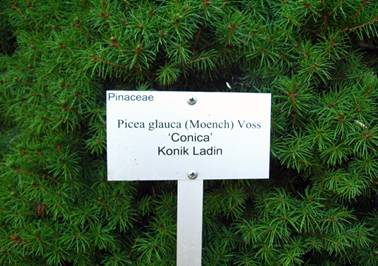 Pinaceae
Picea glauca (Moench) Voss
'Conica'
Konik Ladin